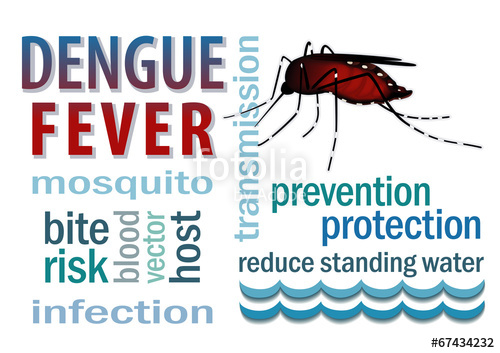 DENGUE
FEVER
mosquito
bite
risk
blood
vector
host
infection
transmission
prevention
protection
reduce standing water
fotolia
#67434232